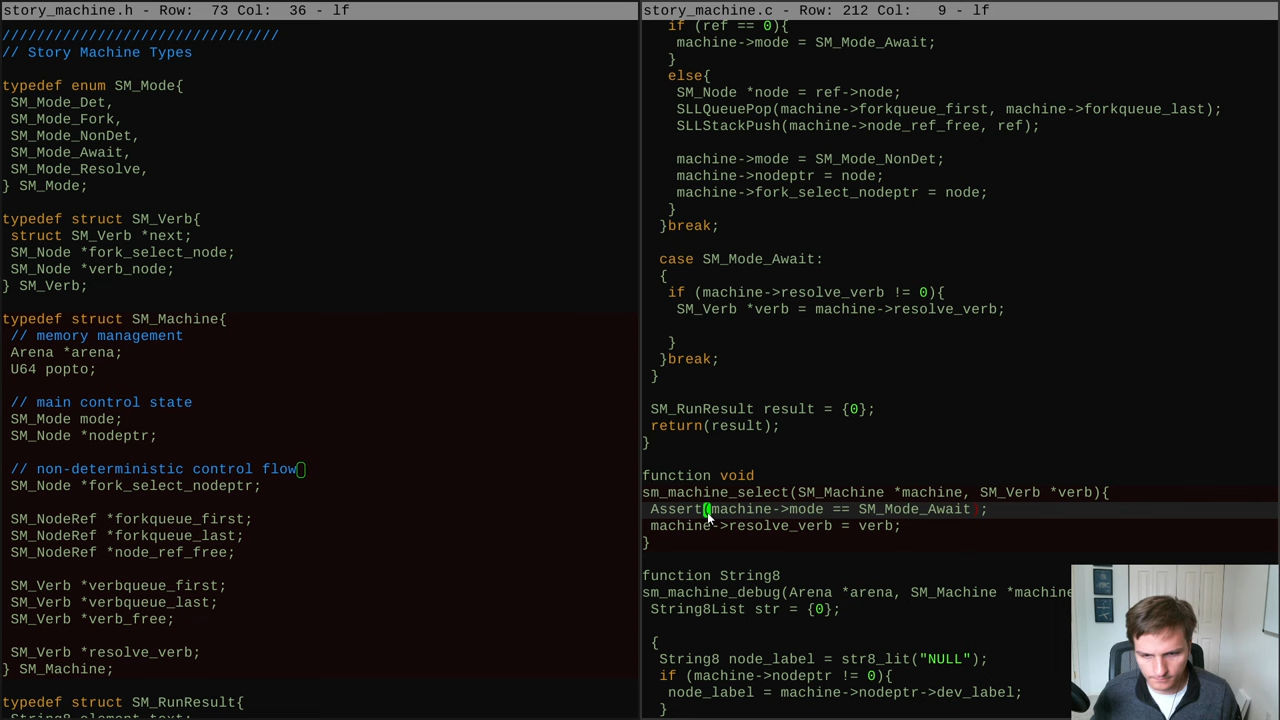 story_machine.h - Row:  73 Col:  36 - lf
////////////////////////////////
// Story Machine Types
typedef enum SM_Mode{
SM_Mode_Det,
SM_Mode_Fork,
SM_Mode_NonDet,
SM_Mode_Await,
SM_Mode_Resolve,
} SM_Mode;
typedef struct SM_Verb{
struct SM_Verb *next;
SM_Node *fork_select_node;
SM_Node *verb_node;
} SM_Verb;
typedef struct SM_Machine{
// memory management
Arena *arena;
U64 popto;
// main control state
SM_Mode mode;
SM_Node *nodeptr;
// non-deterministic control flow
SM_Node *fork_select_nodeptr;
SM_NodeRef *forkqueue_first;
SM_NodeRef *forkqueue_last;
SM_NodeRef *node_ref_free;
SM_Verb *verbqueue_first;
SM_Verb *verbqueue_last;
SM_Verb *verb_free;
SM_Verb *resolve_verb;
} SM_Machine;
typedef struct SM_RunResult{
String8 element_text;
story_machine.c - Row: 212 Col:   9 - lf
if (ref == 0){
machine->mode = SM_Mode_Await;
}
else{
SM_Node *node = ref->node;
SLLQueuePop(machine->forkqueue_first, machine->forkqueue_last);
SLLStackPush(machine->node_ref_free, ref);
machine->mode = SM_Mode_NonDet;
machine->nodeptr = node;
machine->fork_select_nodeptr = node;
}
}break;
case SM_Mode_Await:
{
if (machine->resolve_verb != 0){
SM_Verb *verb = machine->resolve_verb;
}
}break;
}
SM_RunResult result = {0};
return(result);
}
function void
sm_machine_select(SM_Machine *machine, SM_Verb *verb){
Assert(machine->mode == SM_Mode_Await);
machine->resolve_verb = verb;
}
function String8
sm_machine_debug(Arena *arena, SM_Machine *machine
String8List str = {0};
{
String8 node_label = str8_lit("NULL");
if (machine->nodeptr != 0){
node_label = machine->nodeptr->dev_label;
}